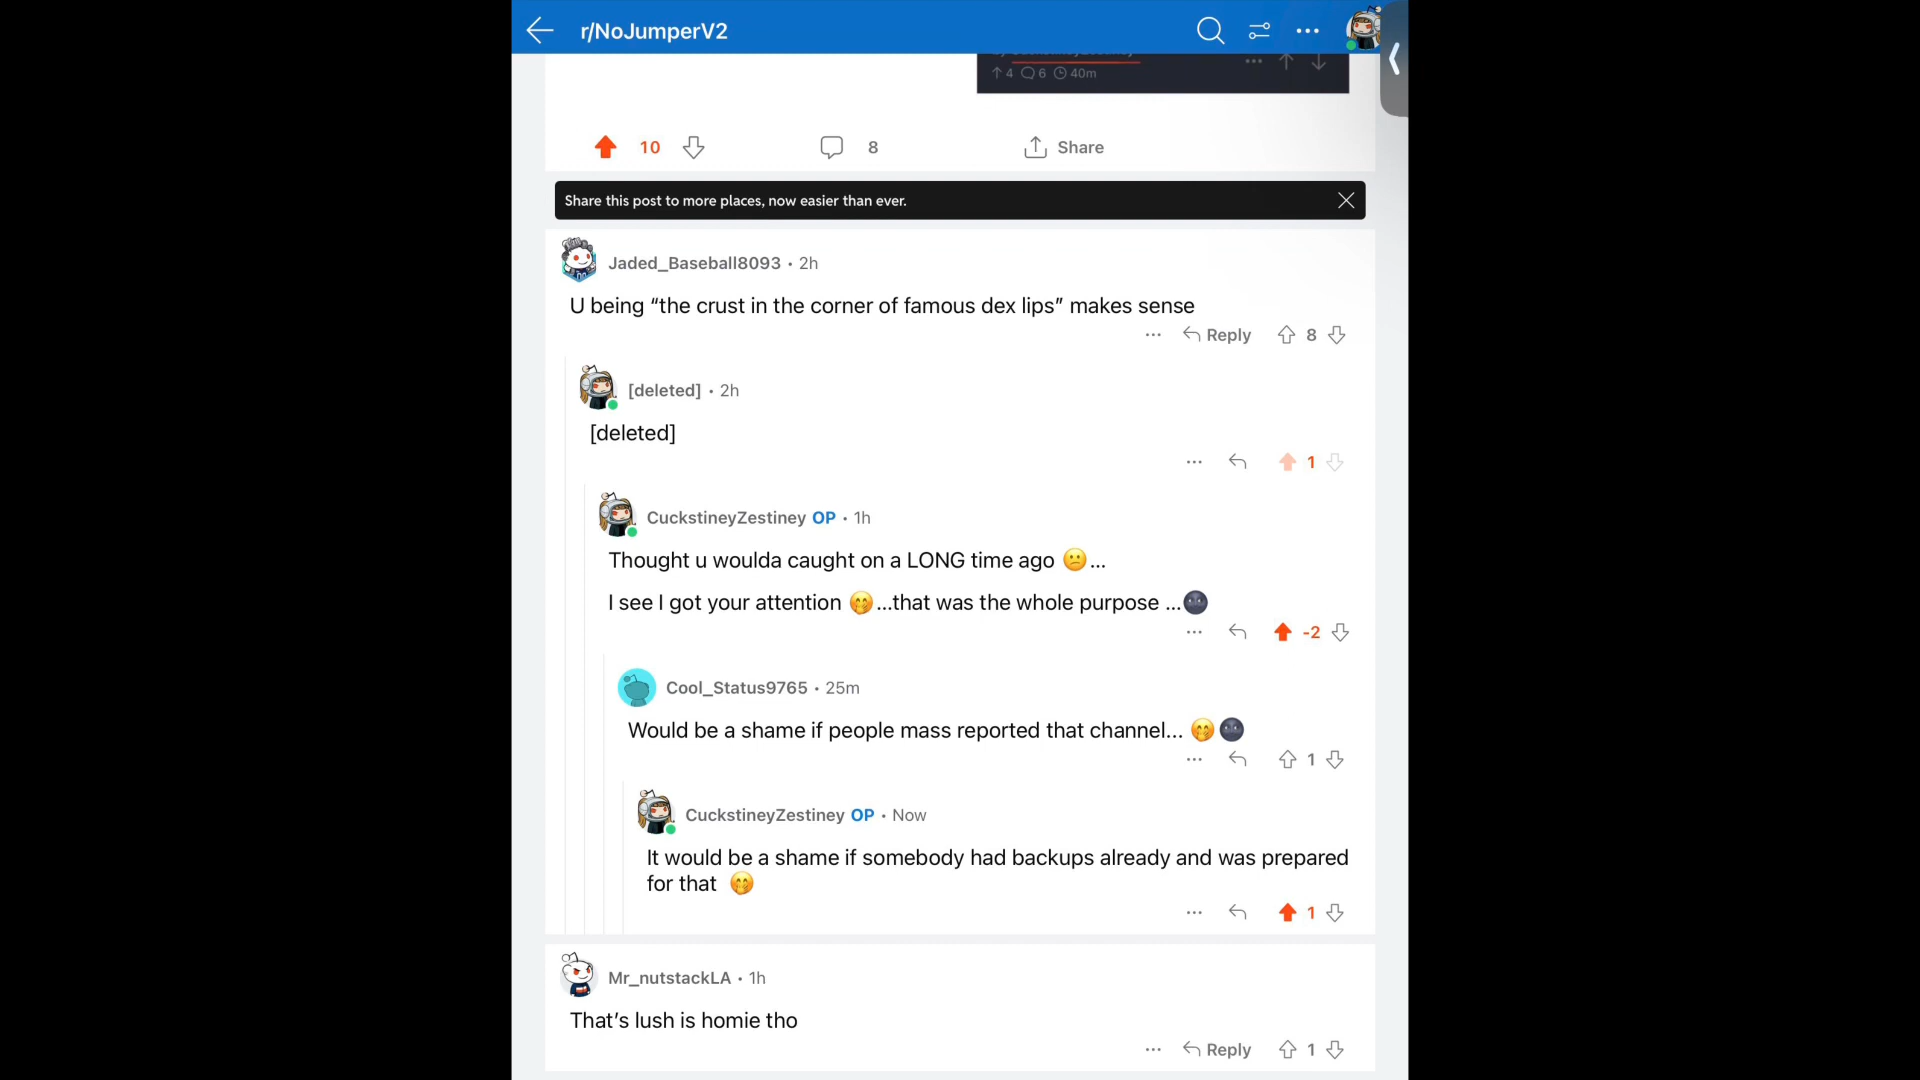 r/NoJumperV2
4 6 40m
10 8 Share
Share this post to more places, now easier than ever.
Jaded_Baseball8093 • 2h
U being “the crust in the corner of famous dex lips” makes sense
Reply 8
[deleted] • 2h
[deleted]
1
CuckstineyZestiney OP • 1h
Thought u woulda caught on a LONG time ago 🫤...
I see I got your attention 🤭...that was the whole purpose ...🌚
-2
Cool_Status9765 • 25m
Would be a shame if people mass reported that channel... 🤭🌚
1
CuckstineyZestiney OP • Now
It would be a shame if somebody had backups already and was prepared
for that 🤭
1
Mr_nutstackLA • 1h
That’s lush is homie tho
Reply 1